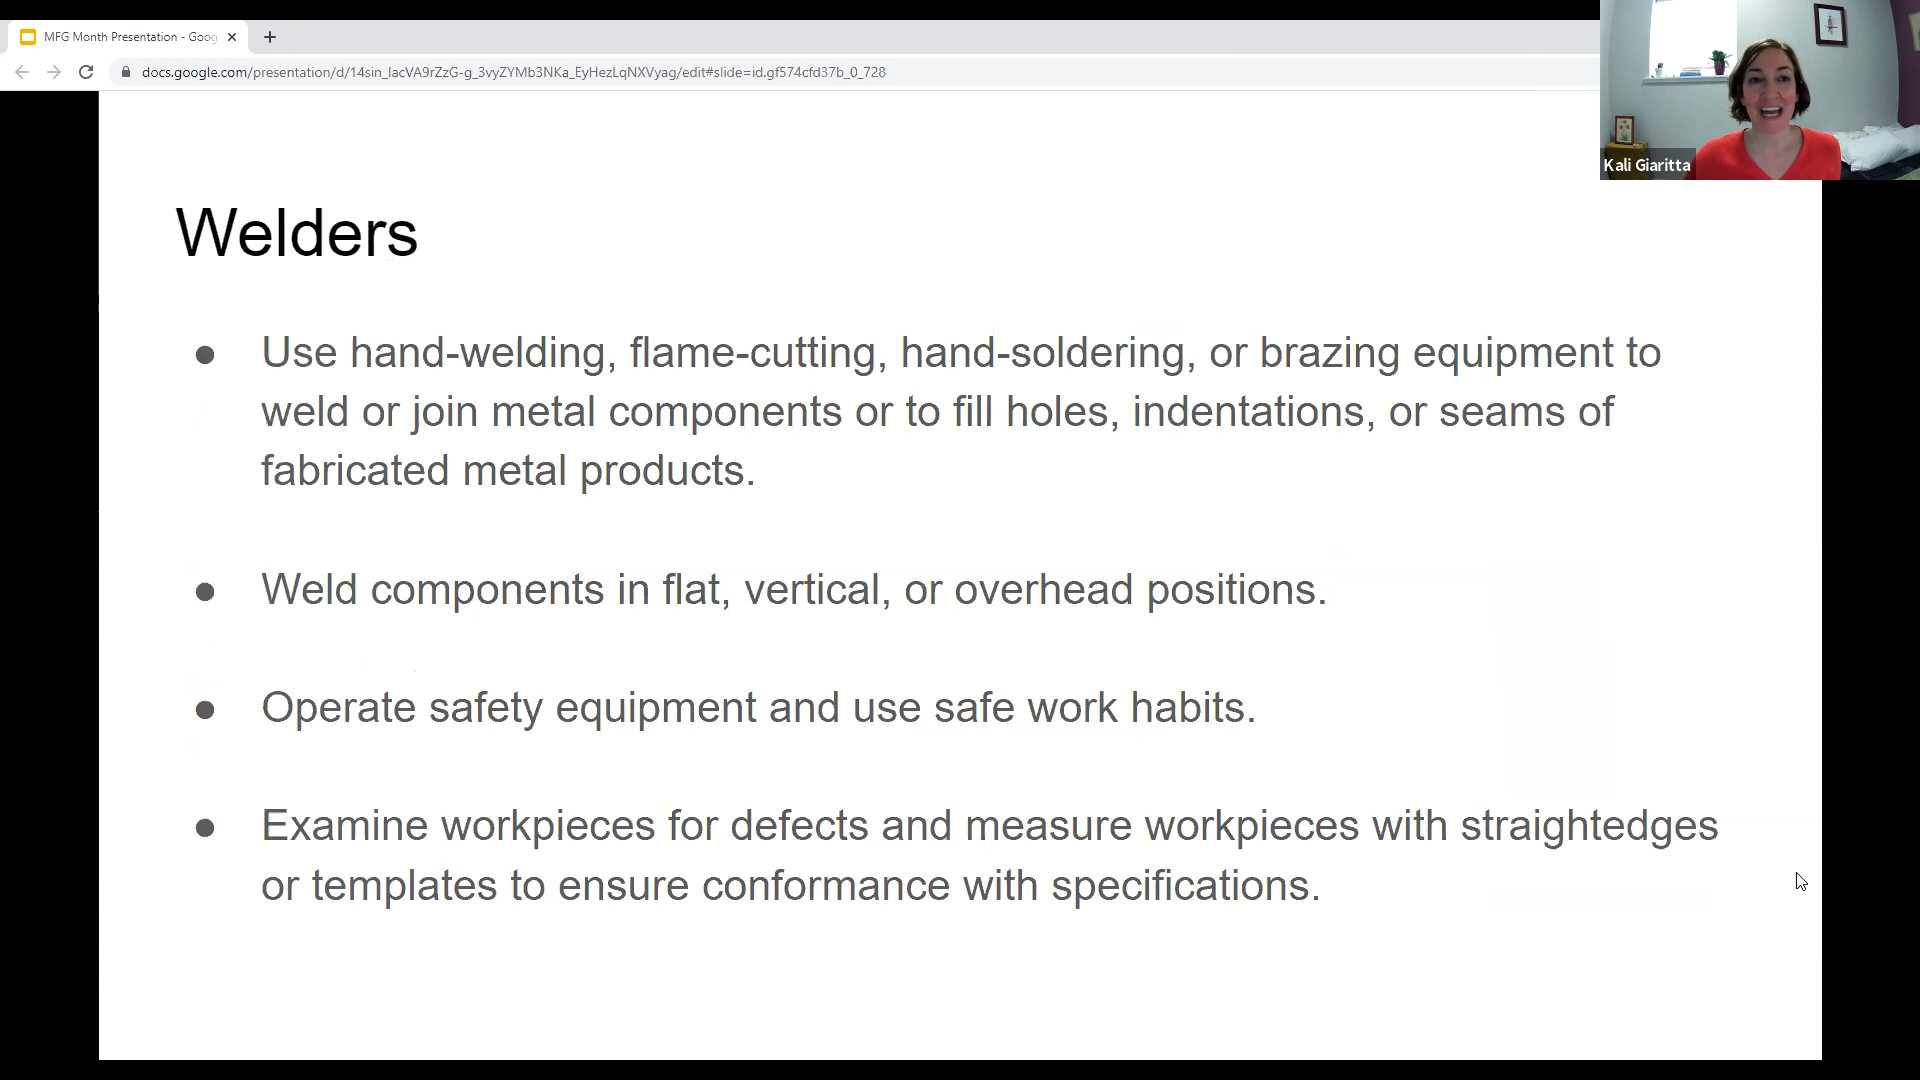 MFG Month Presentation - Goog
docs.google.com/presentation/d/14sin_lacVA9rZzG-g_3vyZYMb3NKa_EyHezLqNXVyag/edit#slide=id.gf574cfd37b_0_728
Kali Giaritta
Welders
● Use hand-welding, flame-cutting, hand-soldering, or brazing equipment to
weld or join metal components or to fill holes, indentations, or seams of
fabricated metal products.
● Weld components in flat, vertical, or overhead positions.
● Operate safety equipment and use safe work habits.
● Examine workpieces for defects and measure workpieces with straightedges
or templates to ensure conformance with specifications.